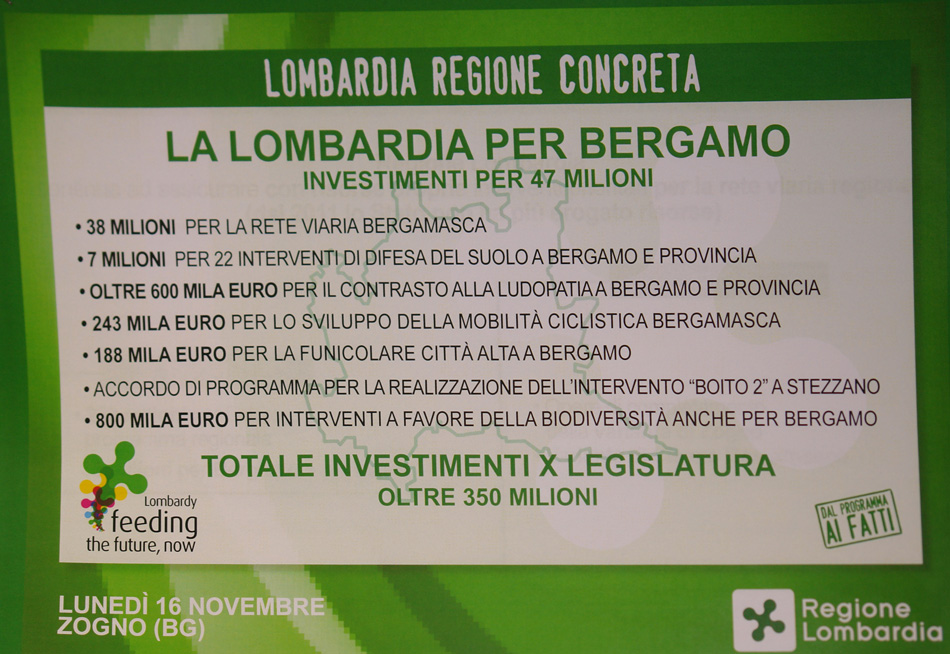 LOMBARDIA REGIONE CONCRETA
LA LOMBARDIA PER BERGAMO
INVESTIMENTI PER 47 MILIONI
• 38 MILIONI PER LA RETE VIARIA BERGAMASCA
• 7 MILIONI PER 22 INTERVENTI DI DIFESA DEL SUOLO A BERGAMO E PROVINCIA
• OLTRE 600 MILA EURO PER IL CONTRASTO ALLA LUDOPATIA A BERGAMO E PROVINCIA
• 243 MILA EURO PER LO SVILUPPO DELLA MOBILITÀ CICLISTICA BERGAMASCA
• 188 MILA EURO PER LA FUNICOLARE CITTÀ ALTA A BERGAMO
• ACCORDO DI PROGRAMMA PER LA REALIZZAZIONE DELL'INTERVENTO “BOITO 2” A STEZZANO
• 800 MILA EURO PER INTERVENTI A FAVORE DELLA BIODIVERSITÀ ANCHE PER BERGAMO
TOTALE INVESTIMENTI X LEGISLATURA
OLTRE 350 MILIONI
Lombardy
feeding
the future, now
DAL PROGRAMMA
AI FATTI
LUNEDÌ 16 NOVEMBRE
ZOGNO (BG)
Regione
Lombardia